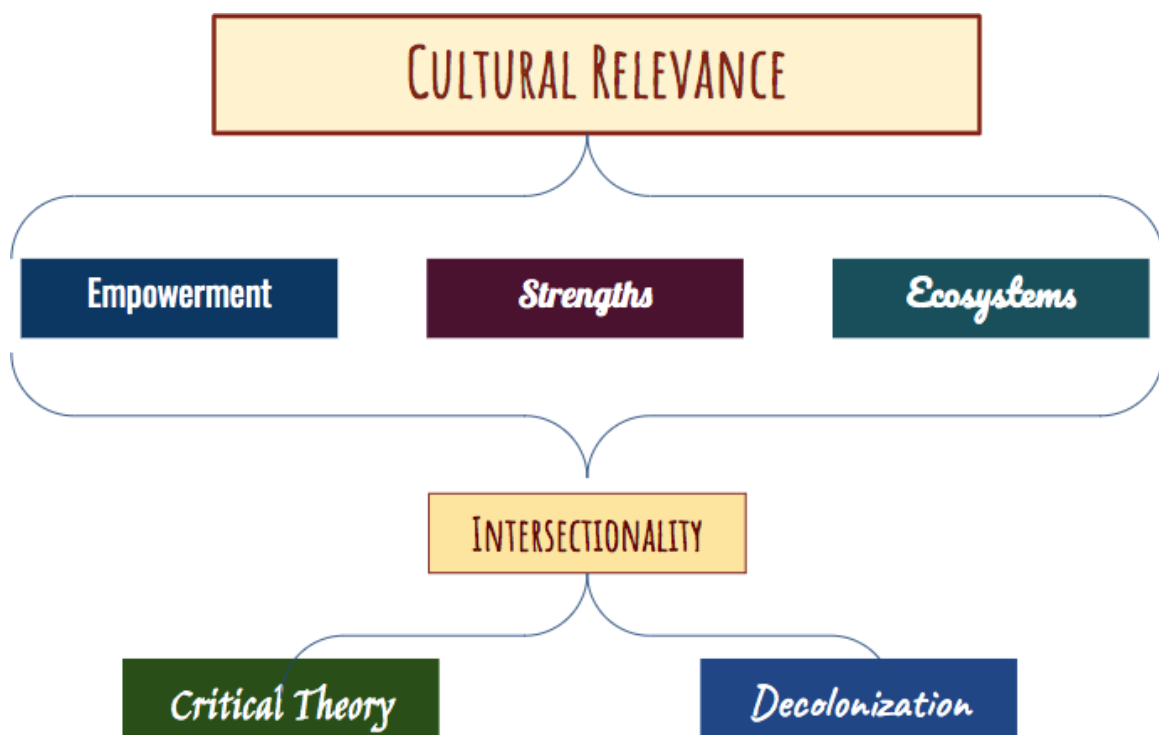 CULTURAL RELEVANCE
Empowerment
Strengths
Ecosystems
INTERSECTIONALITY
Critical Theory
Decolonization